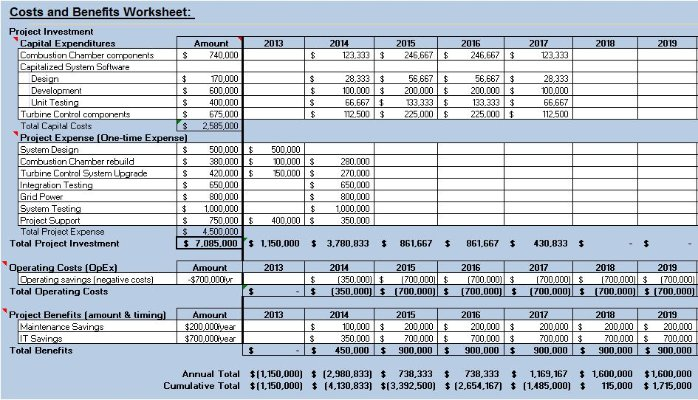 Costs and Benefits Worksheet:
Project Investment
Capital Expenditures Amount 2013 2014 2015 2016 2017 2018 2019
Combustion Chamber components $ 740,000 $ 123,333 $ 246,667 $ 246,667 $ 123,333
Capitalized System Software
Design $ 170,000 $ 28,333 $ 56,667 $ 56,667 $ 28,333
Development $ 600,000 $ 100,000 $ 200,000 $ 200,000 $ 100,000
Unit Testing $ 400,000 $ 66,667 $ 133,333 $ 133,333 $ 66,667
Turbine Control components $ 675,000 $ 112,500 $ 225,000 $ 225,000 $ 112,500
Total Capital Costs $ 2,585,000
Project Expense (One-time Expense)
System Design $ 500,000 $ 500,000
Combustion Chamber rebuild $ 380,000 $ 100,000 $ 280,000
Turbine Control System Upgrade $ 420,000 $ 150,000 $ 270,000
Integration Testing $ 650,000 $ 650,000
Grid Power $ 800,000 $ 800,000
System Testing $ 1,000,000 $ 1,000,000
Project Support $ 750,000 $ 400,000 $ 350,000
Total Project Expense $ 4,500,000
Total Project Investment $ 7,085,000 $ 1,150,000 $ 3,780,833 $ 861,667 $ 861,667 $ 430,833 $ - $ -
Operating Costs (OpEx) Amount 2013 2014 2015 2016 2017 2018 2019
Operating savings (negative costs) -$700,000/yr $ (350,000) $ (700,000) $ (700,000) $ (700,000) $ (700,000) $ (700,000)
Total Operating Costs $ - $ (350,000) $ (700,000) $ (700,000) $ (700,000) $ (700,000) $ (700,000)
Project Benefits (amount & timing) Amount 2013 2014 2015 2016 2017 2018 2019
Maintenance Savings $200,000/year $ 100,000 $ 200,000 $ 200,000 $ 200,000 $ 200,000 $ 200,000
IT Savings $700,000/year $ 350,000 $ 700,000 $ 700,000 $ 700,000 $ 700,000 $ 700,000
Total Benefits $ - $ 450,000 $ 900,000 $ 900,000 $ 900,000 $ 900,000 $ 900,000
Annual Total $(1,150,000) $ (2,980,833) $ 738,333 $ 738,333 $ 1,169,167 $ 1,600,000 $ 1,600,000
Cumulative Total $(1,150,000) $ (4,130,833) $(3,392,500) $ (2,654,167) $ (1,485,000) $ 115,000 $ 1,715,000